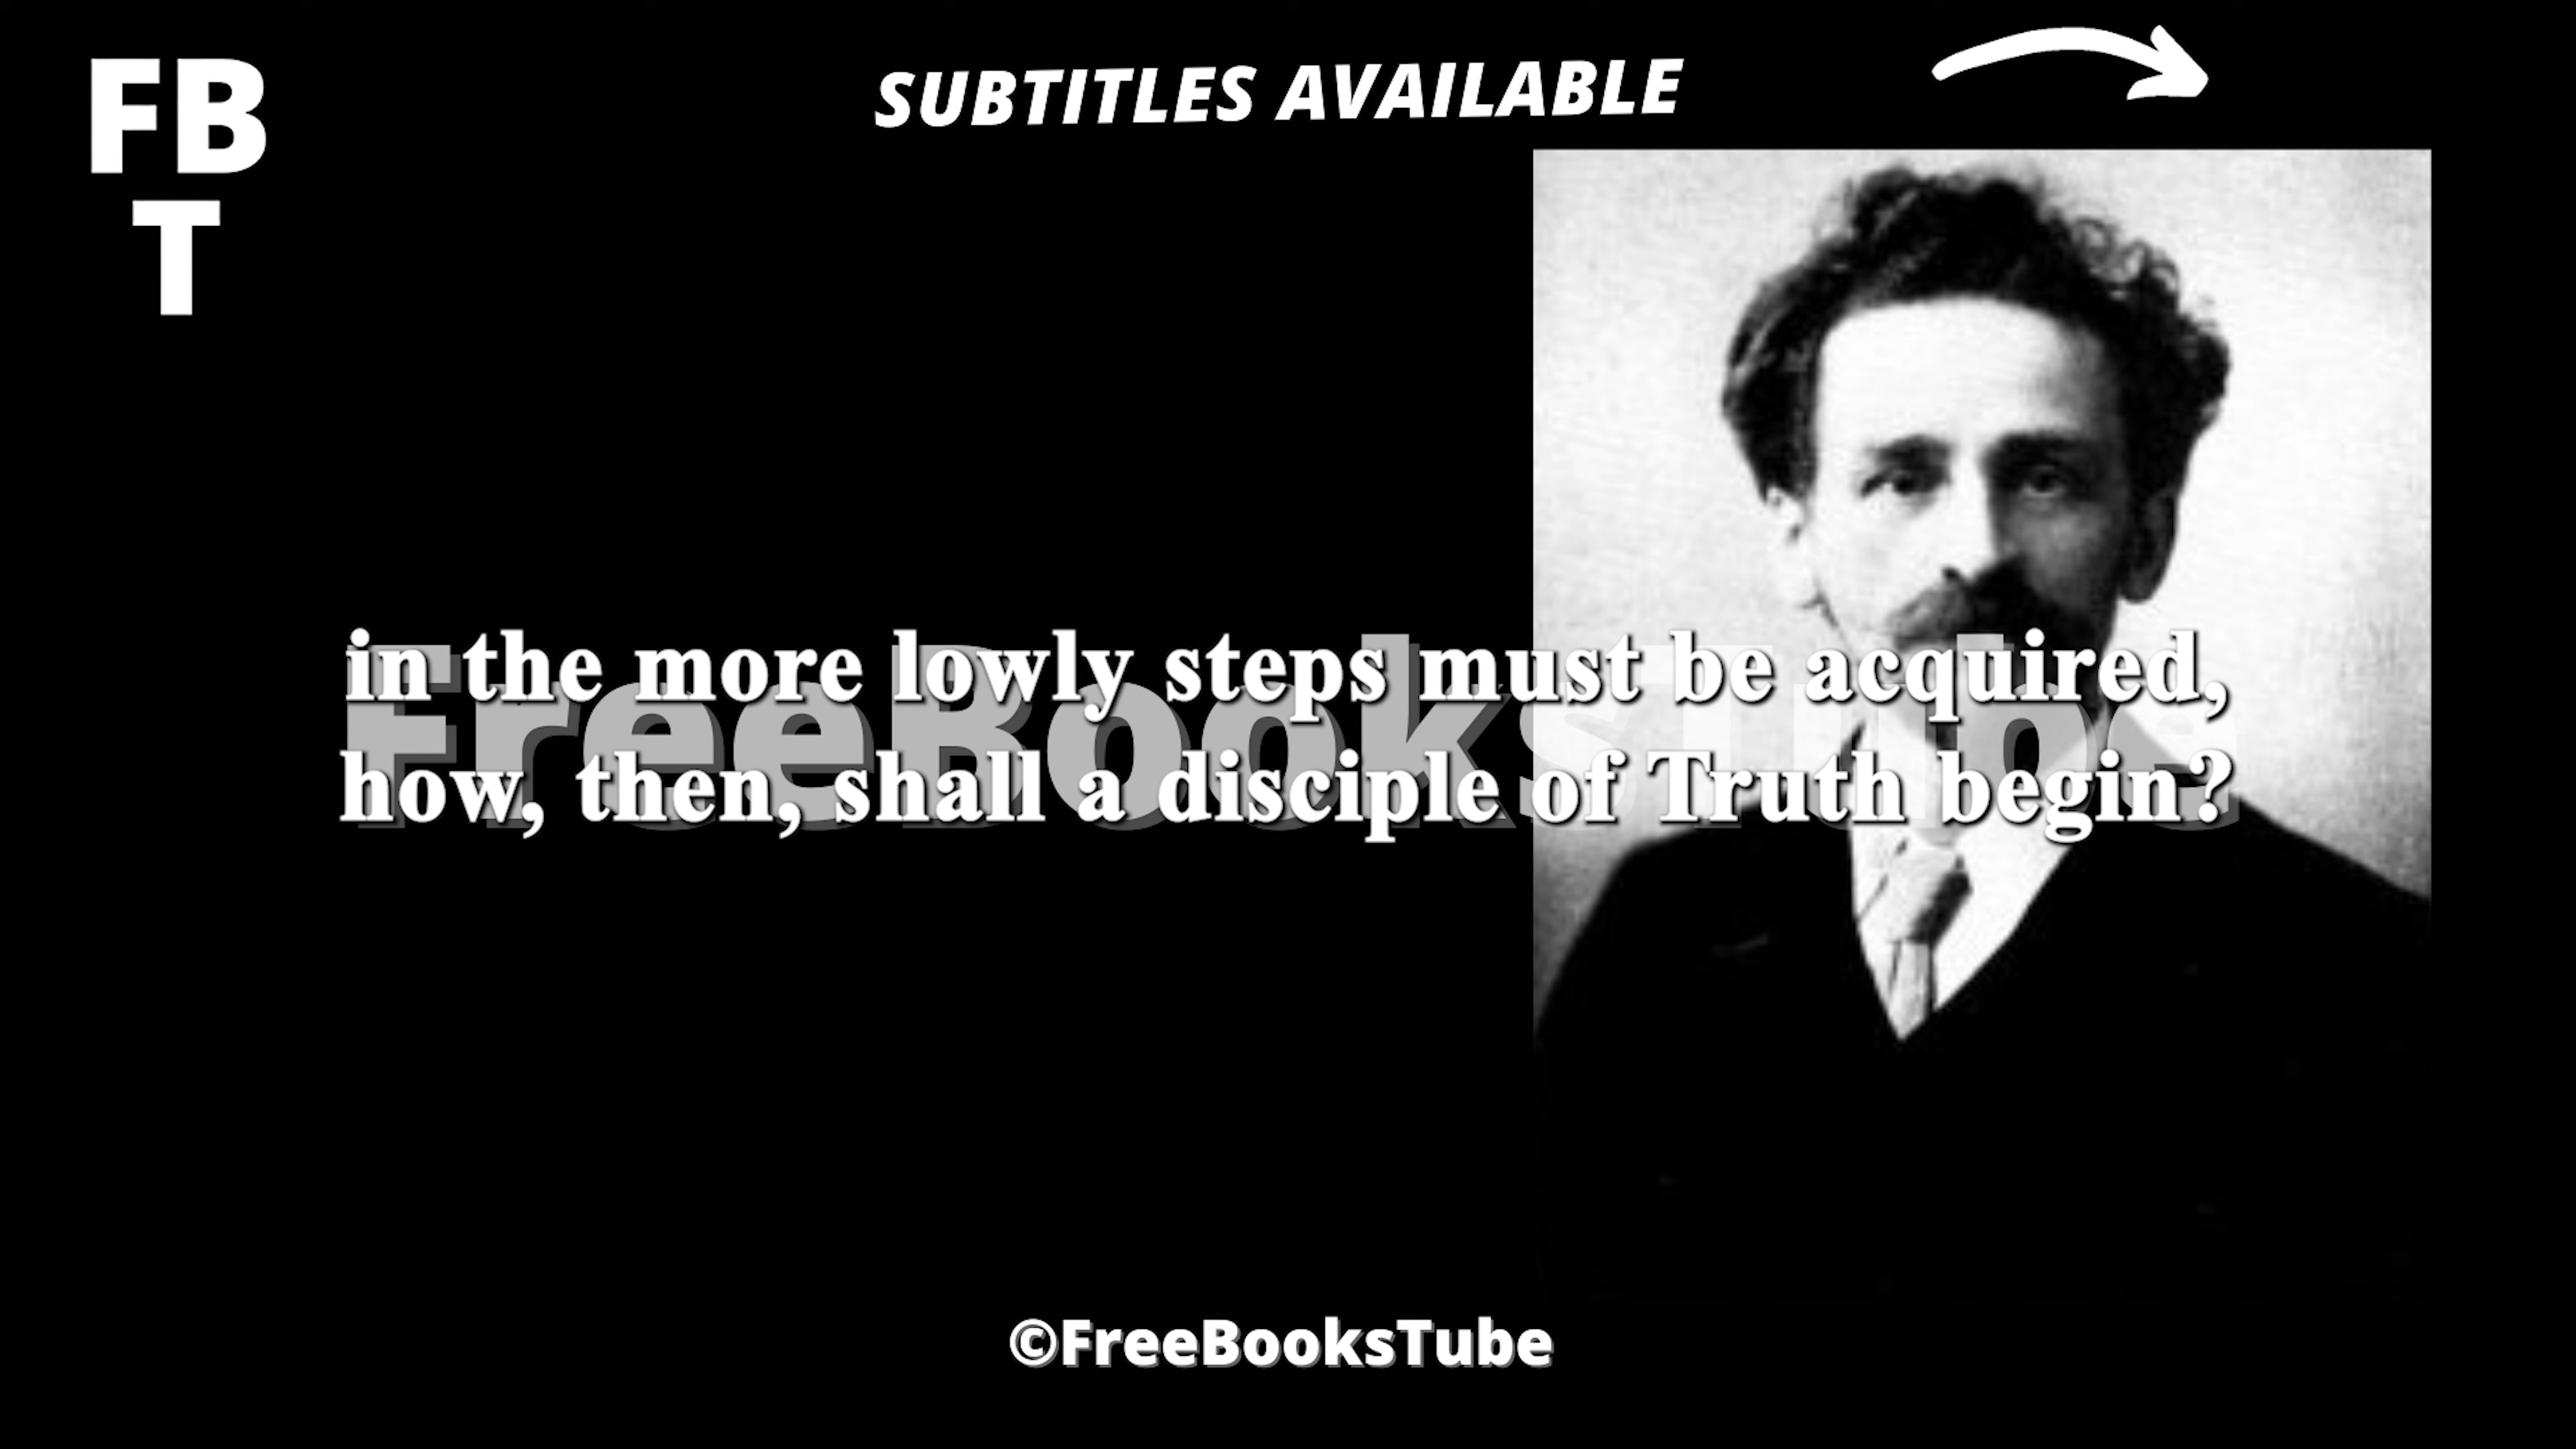 FB
T
SUBTITLES AVAILABLE
in the more lowly steps must be acquired,
how, then, shall a disciple of Truth begin?
FreeBooksTube
©FreeBooksTube